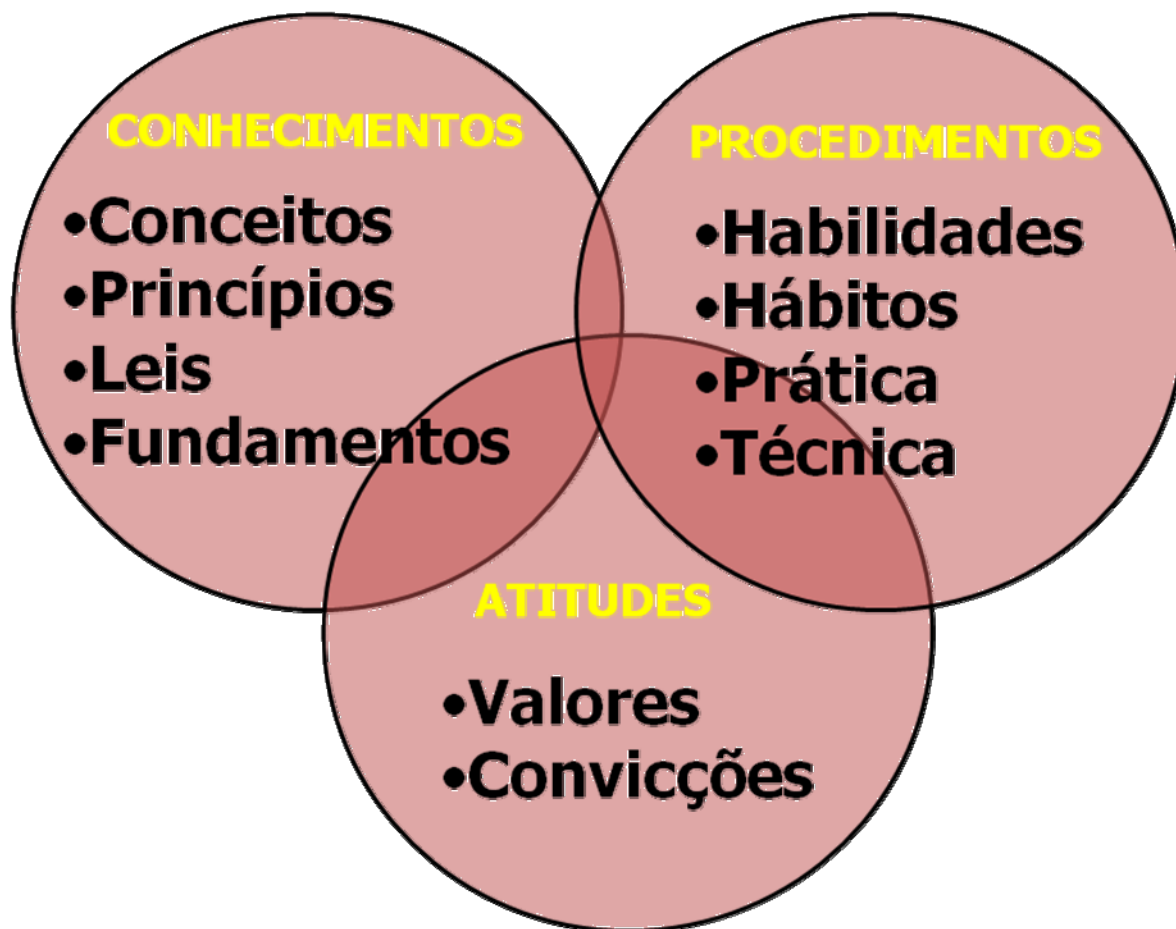 CONHECIMENTOS
•Conceitos
•Princípios
•Leis
•Fundamentos
PROCEDIMENTOS
•Habilidades
•Hábitos
•Prática
•Técnica
ATITUDES
•Valores
•Convicções